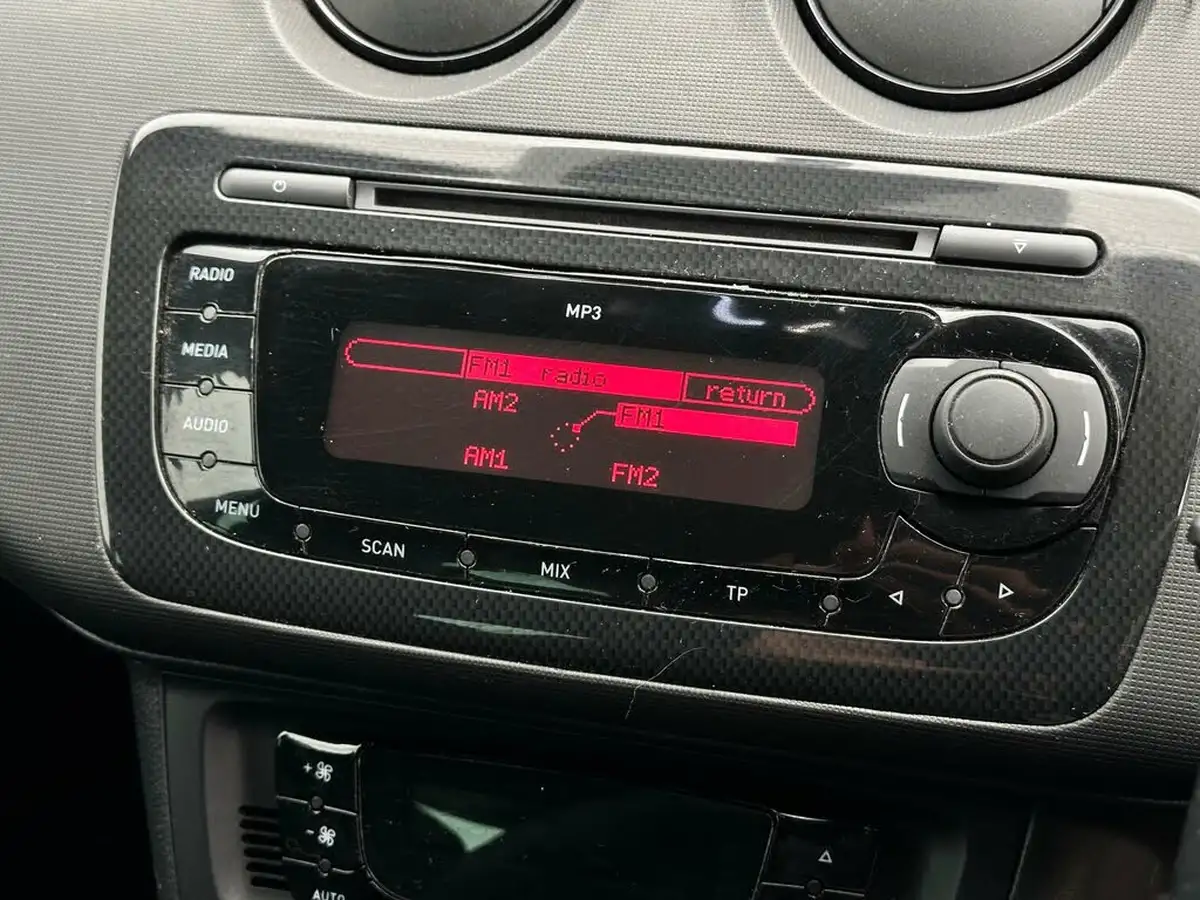 RADIO
MP3
MEDIA
FM1 radio return
AM2
FM1
AUDIO
AM1
FM2
MENU
SCAN
MIX
TP
+
-
AUTO